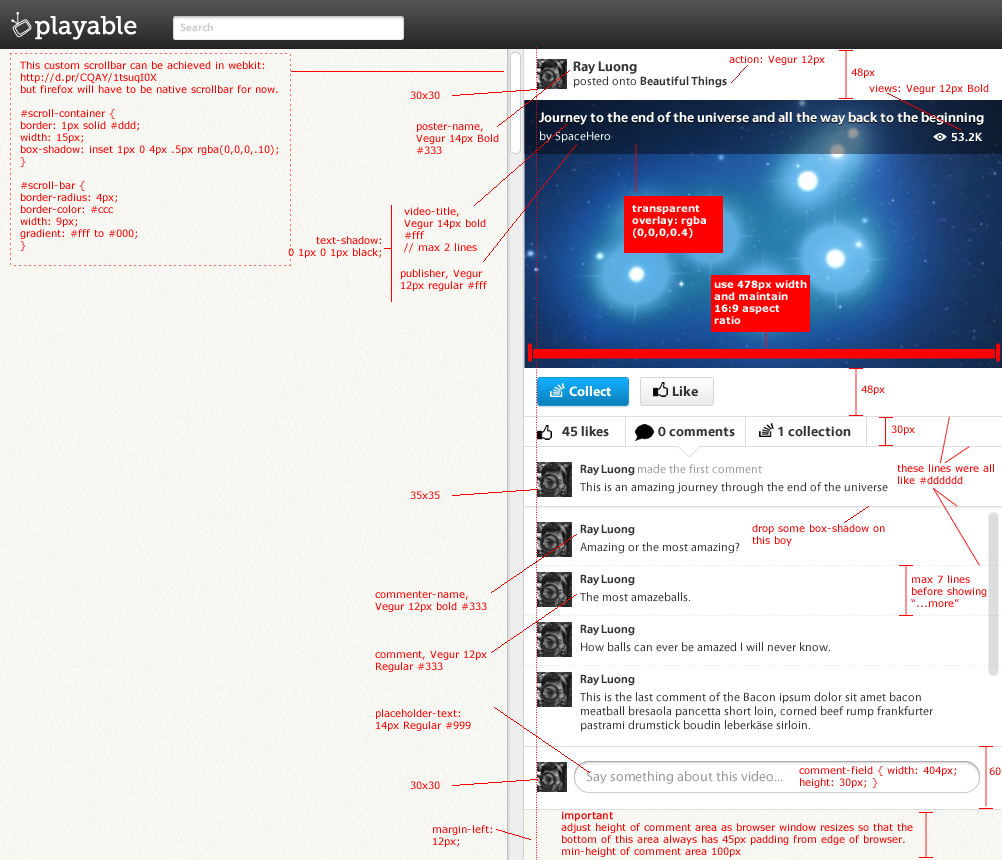 playable
Search
This custom scrollbar can be achieved in webkit:
http://d.pr/CQAY/1tsuqI0X
but firefox will have to be native scrollbar for now.
#scroll-container {
border: 1px solid #ddd;
width: 15px;
box-shadow: inset 1px 0 4px .5px rgba(0,0,0,.10);
}
#scroll-bar {
border-radius: 4px;
border-color: #ccc
width: 9px;
gradient: #fff to #000;
}
30x30
poster-name,
Vegur 14px Bold
#333
video-title,
Vegur 14px bold
#fff
// max 2 lines
text-shadow:
0 1px 0 1px black;
publisher, Vegur
12px regular #fff
Ray Luong
posted onto Beautiful Things
action: Vegur 12px
48px
views: Vegur 12px Bold
Journey to the end of the universe and all the way back to the beginning
by SpaceHero
53.2K
transparent
overlay: rgba
(0,0,0,0.4)
use 478px width
and maintain
16:9 aspect
ratio
Collect
Like
48px
45 likes
0 comments
1 collection
30px
Ray Luong made the first comment
This is an amazing journey through the end of the universe
these lines were all
like #dddddd
35x35
drop some box-shadow on
this boy
Ray Luong
Amazing or the most amazing?
Ray Luong
The most amazeballs.
max 7 lines
before showing
“...more”
commenter-name,
Vegur 12px bold #333
Ray Luong
How balls can ever be amazed I will never know.
comment, Vegur 12px
Regular #333
Ray Luong
This is the last comment of the Bacon ipsum dolor sit amet bacon
meatball bresaola pancetta short loin, corned beef rump frankfurter
pastrami drumstick boudin leberkäse sirloin.
placeholder-text:
14px Regular #999
30x30
Say something about this video...
comment-field { width: 404px;
height: 30px; }
60
margin-left:
12px;
important
adjust height of comment area as browser window resizes so that the
bottom of this area always has 45px padding from edge of browser.
min-height of comment area 100px